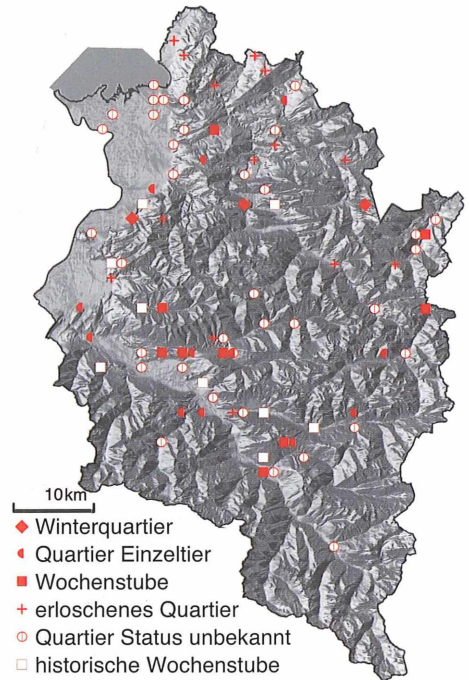 10km
Winterquartier
Quartier Einzeltier
Wochenstube
erloschenes Quartier
Quartier Status unbekannt
historische Wochenstube